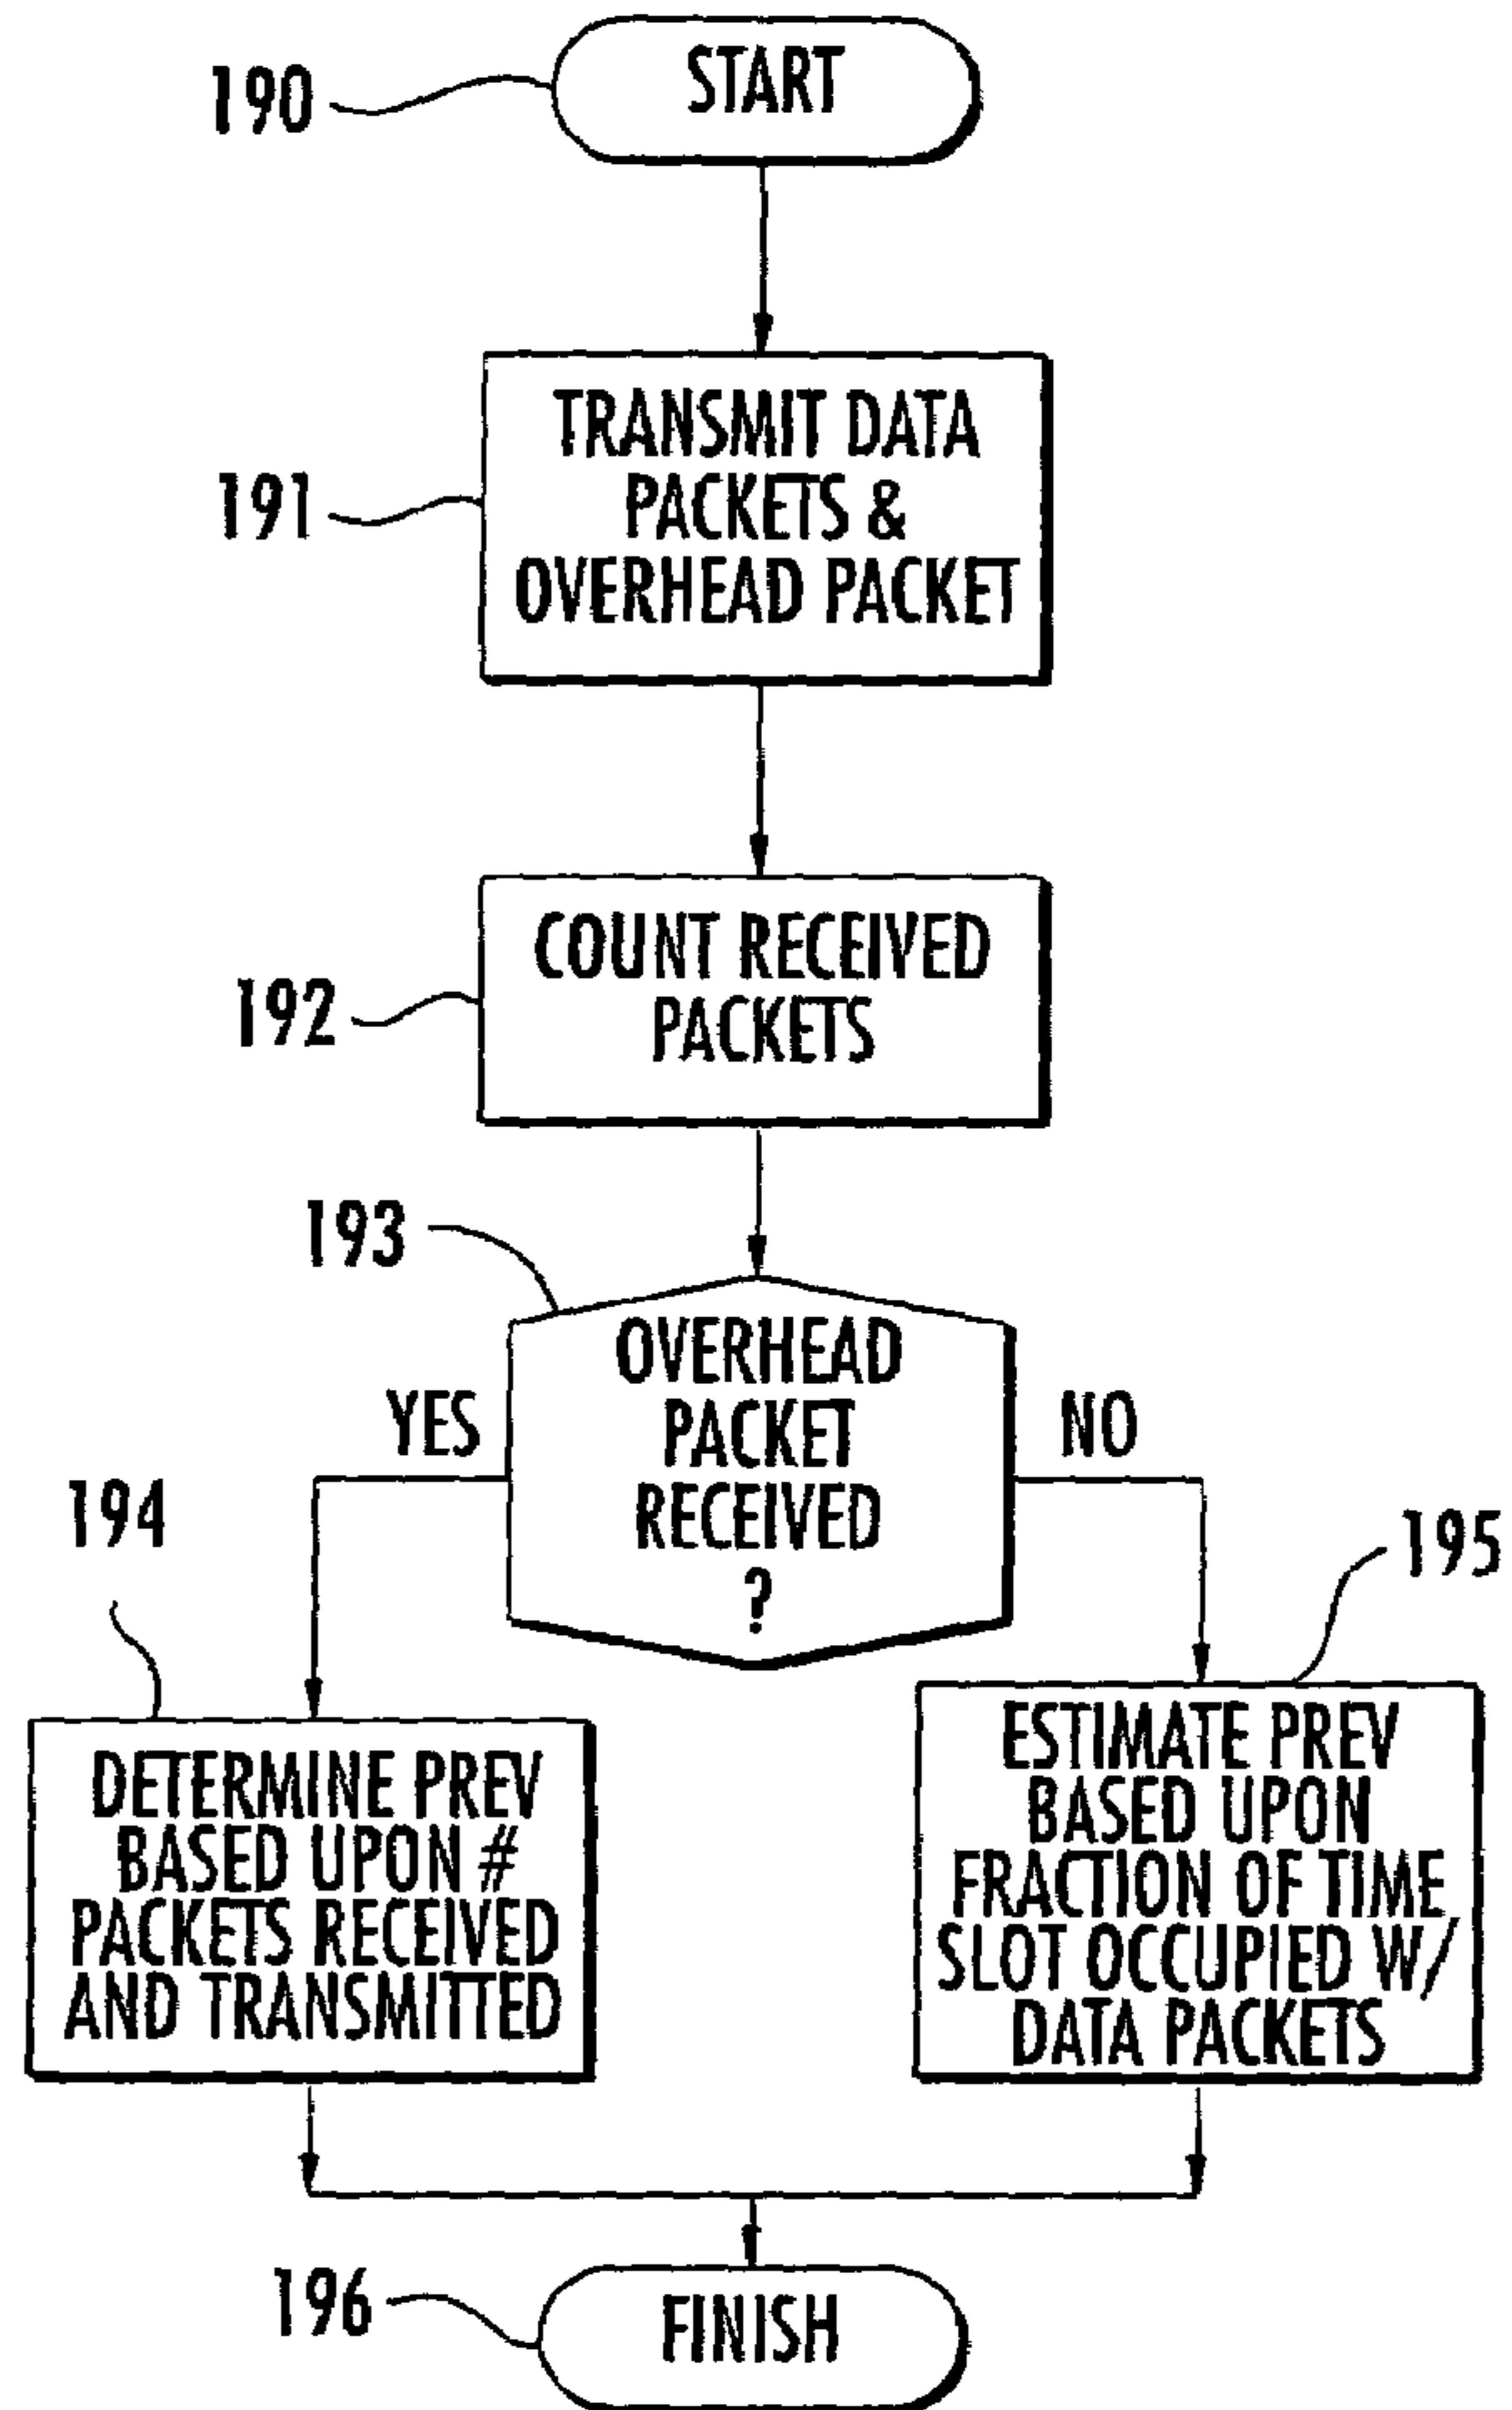 190
START
191
TRANSMIT DATA
PACKETS &
OVERHEAD PACKET
192
COUNT RECEIVED
PACKETS
193
OVERHEAD
PACKET
RECEIVED
?
YES
NO
194
DETERMINE PREV
BASED UPON #
PACKETS RECEIVED
AND TRANSMITTED
195
ESTIMATE PREV
BASED UPON
FRACTION OF TIME
SLOT OCCUPIED W/
DATA PACKETS
196
FINISH